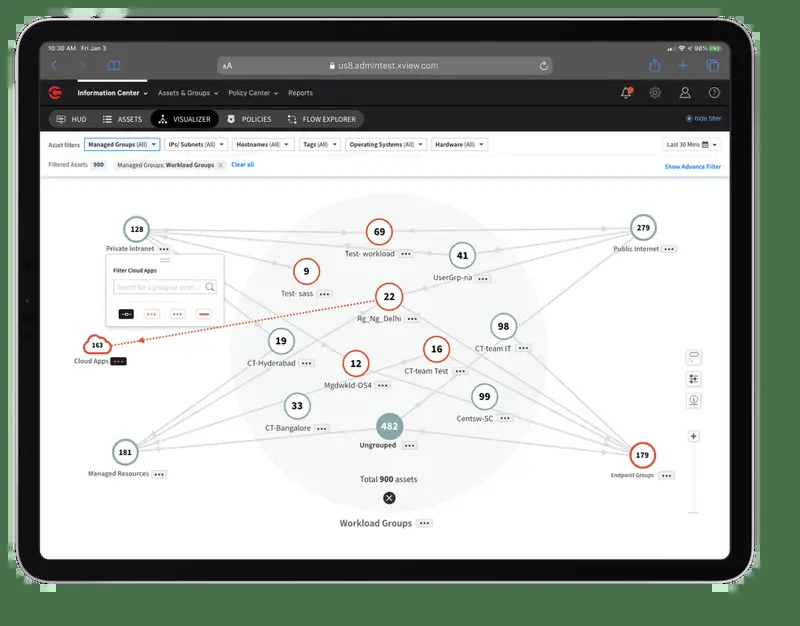 10:30 AM Fri Jan 3
98%
AA
us8.admintest.xview.com
Information Center
Assets & Groups
Policy Center
Reports
HUD
ASSETS
VISUALIZER
POLICIES
FLOW EXPLORER
hide filter
Asset filters
Managed Groups (All)
IPs/ Subnets (All)
Hostnames (All)
Tags (All)
Operating Systems (All)
Hardware (All)
Last 30 Mins
Filtered Assets 900
Managed Groups: Workload Groups
Clear all
Show Advance Filter
128
Private Intranet
69
Test- workload
279
Public Internet
41
UserGrp-na
Filter Cloud Apps
Search for a group or asset...
9
Test- sass
22
Rg_Ng_Delhi
163
Cloud Apps
19
CT-Hyderabad
98
CT-team IT
12
Mgdwkld-OS4
16
CT-team Test
33
CT-Bangalore
99
Centsw-SC
482
Ungrouped
181
Managed Resources
179
Endpoint Groups
Total 900 assets
Workload Groups